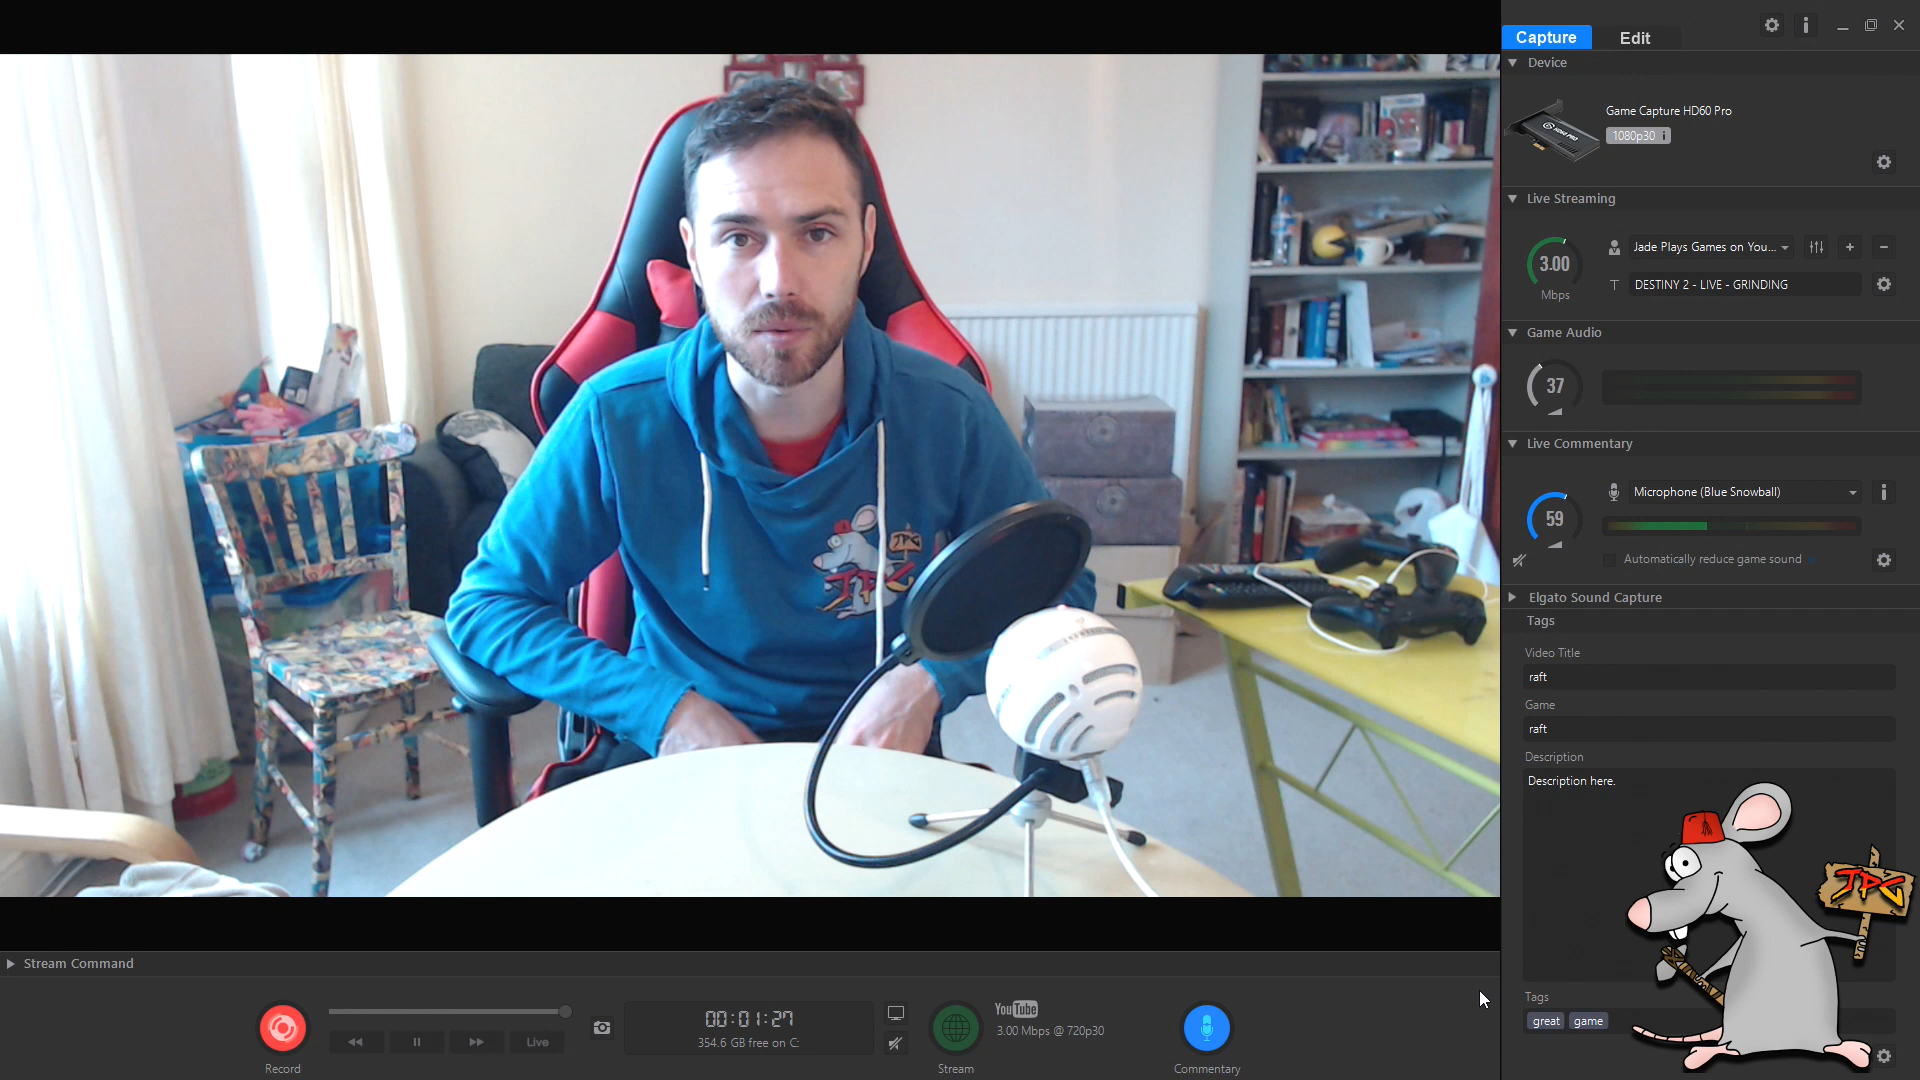 Capture
Edit
Device
Game Capture HD60 Pro
1080p30
Live Streaming
3.00
Mbps
Jade Plays Games on You...
T
DESTINY 2 - LIVE - GRINDING
Game Audio
37
Live Commentary
Microphone (Blue Snowball)
59
Automatically reduce game sound
Elgato Sound Capture
Tags
Video Title
raft
Game
raft
Description
Description here.
JPG
JPG
Tags
great game
Stream Command
Record
Live
00:01:27
354.6 GB free on C:
Stream
YouTube
3.00 Mbps @ 720p30
Commentary